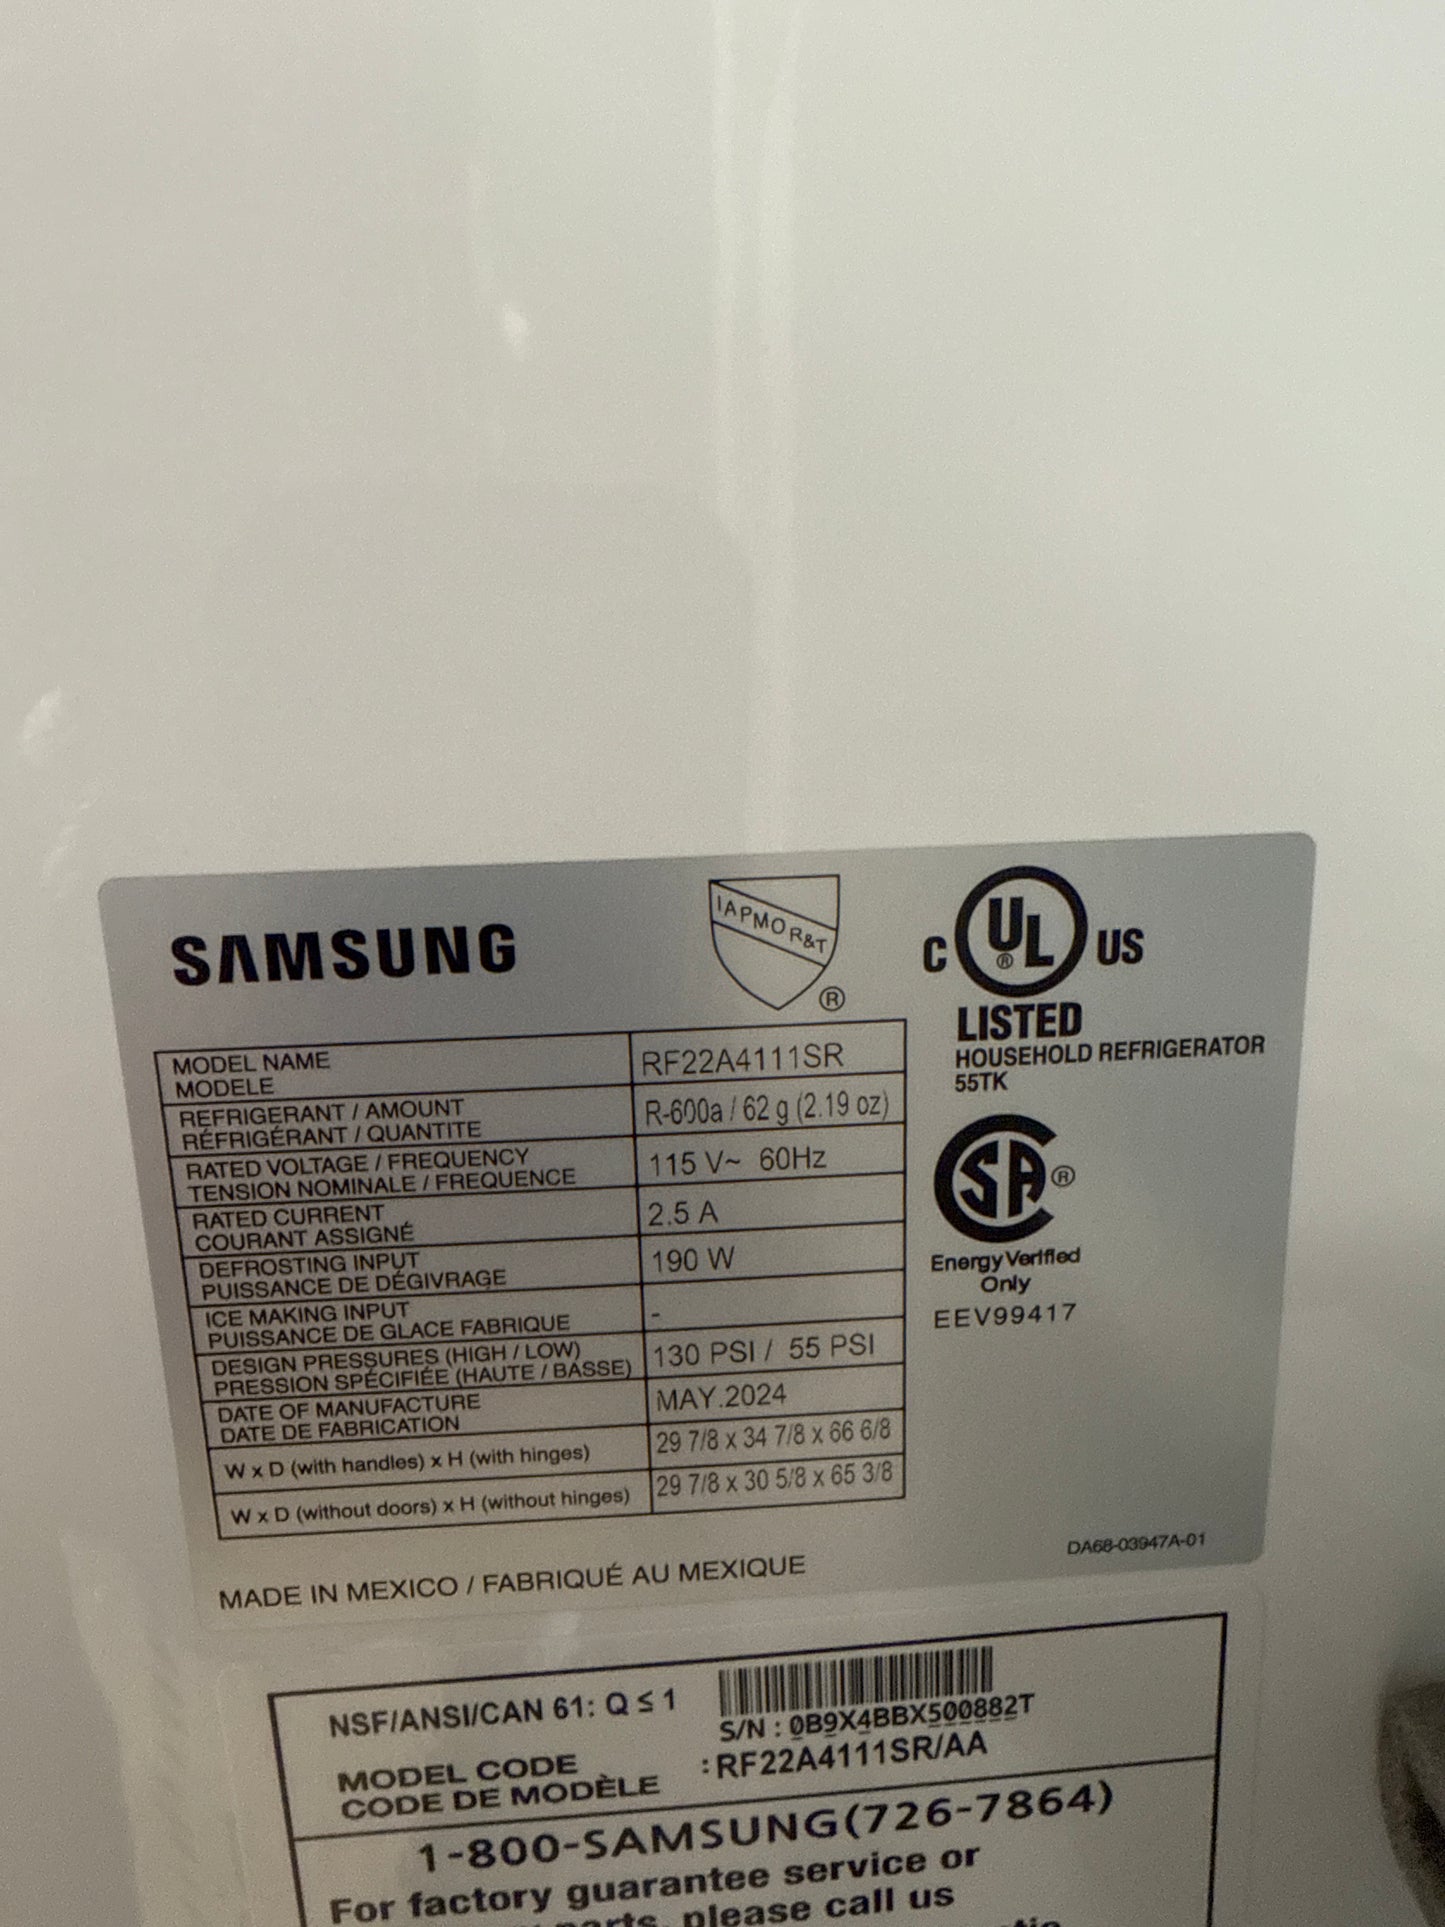 SAMSUNG
IAPMO R&T
®
C UL ® US
LISTED
HOUSEHOLD REFRIGERATOR
55TK
SA ®
Energy Verified
Only
EEV99417
MODEL NAME
MODELE
RF22A4111SR
REFRIGERANT / AMOUNT
RÉFRIGÉRANT / QUANTITE
R-600a / 62 g (2.19 oz)
RATED VOLTAGE / FREQUENCY
TENSION NOMINALE / FREQUENCE
115 V~ 60Hz
RATED CURRENT
COURANT ASSIGNÉ
2.5 A
DEFROSTING INPUT
PUISSANCE DE DÉGIVRAGE
190 W
ICE MAKING INPUT
PUISSANCE DE GLACE FABRIQUE
-
DESIGN PRESSURES (HIGH / LOW)
PRESSION SPÉCIFIÉE (HAUTE / BASSE)
130 PSI / 55 PSI
DATE OF MANUFACTURE
DATE DE FABRICATION
MAY.2024
W x D (with handles) x H (with hinges)
29 7/8 x 34 7/8 x 66 6/8
W x D (without doors) x H (without hinges)
29 7/8 x 30 5/8 x 65 3/8
DA68-03947A-01
MADE IN MEXICO / FABRIQUÉ AU MEXIQUE
NSF/ANSI/CAN 61: Q ≤ 1
S/N : 0B9X4BBX500882T
MODEL CODE
CODE DE MODÈLE
:RF22A4111SR/AA
1-800-SAMSUNG(726-7864)
For factory guarantee service or
parts, please call us